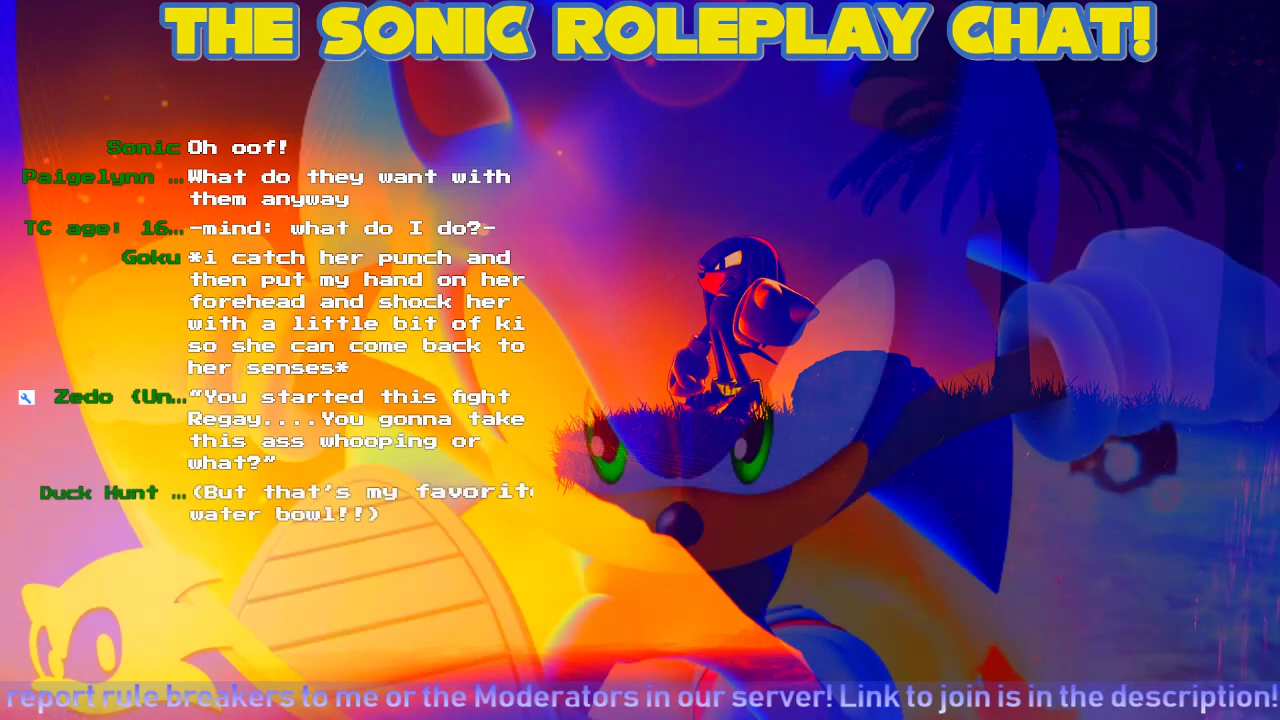 THE SONIC ROLEPLAY CHAT!
Sonic Oh oof!
Paigelynn ... What do they want with
them anyway
TC age: 16... -mind: what do I do?-
Goku *i catch her punch and
then put my hand on her
forehead and shock her
with a little bit of ki
so she can come back to
her senses*
Zedo (Un... "You started this fight
Regay....You gonna take
this ass whooping or
what?"
Duck Hunt ... (But that's my favorite
water bowl!!)
report rule breakers to me or the Moderators in our server! Link to join is in the description!